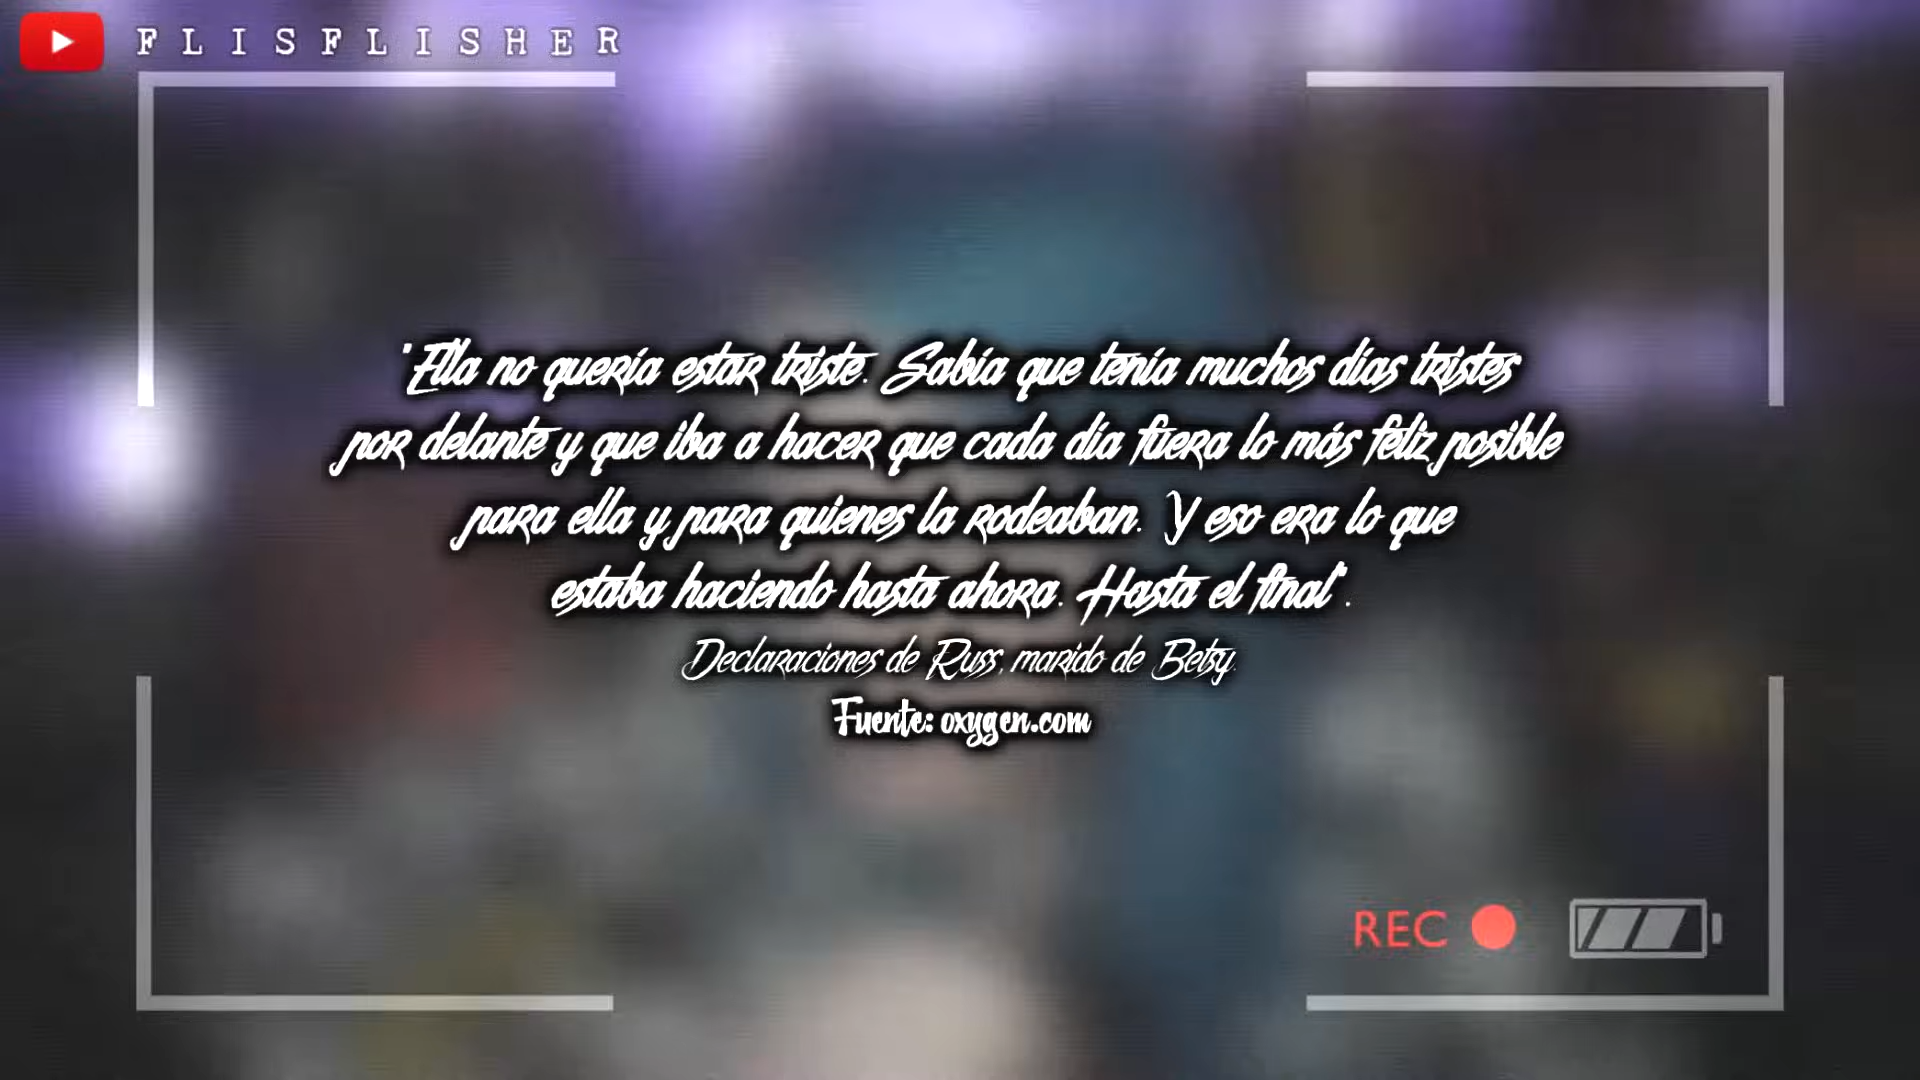 FLISFLISHER
"Ella no quería estar triste. Sabía que tenía muchos días tristes
por delante y que iba a hacer que cada día fuera lo más feliz posible
para ella y para quienes la rodeaban. Y eso era lo que
estaba haciendo hasta ahora. Hasta el final".
Declaraciones de Russ, marido de Betsy.
Fuente: oxygen.com
REC